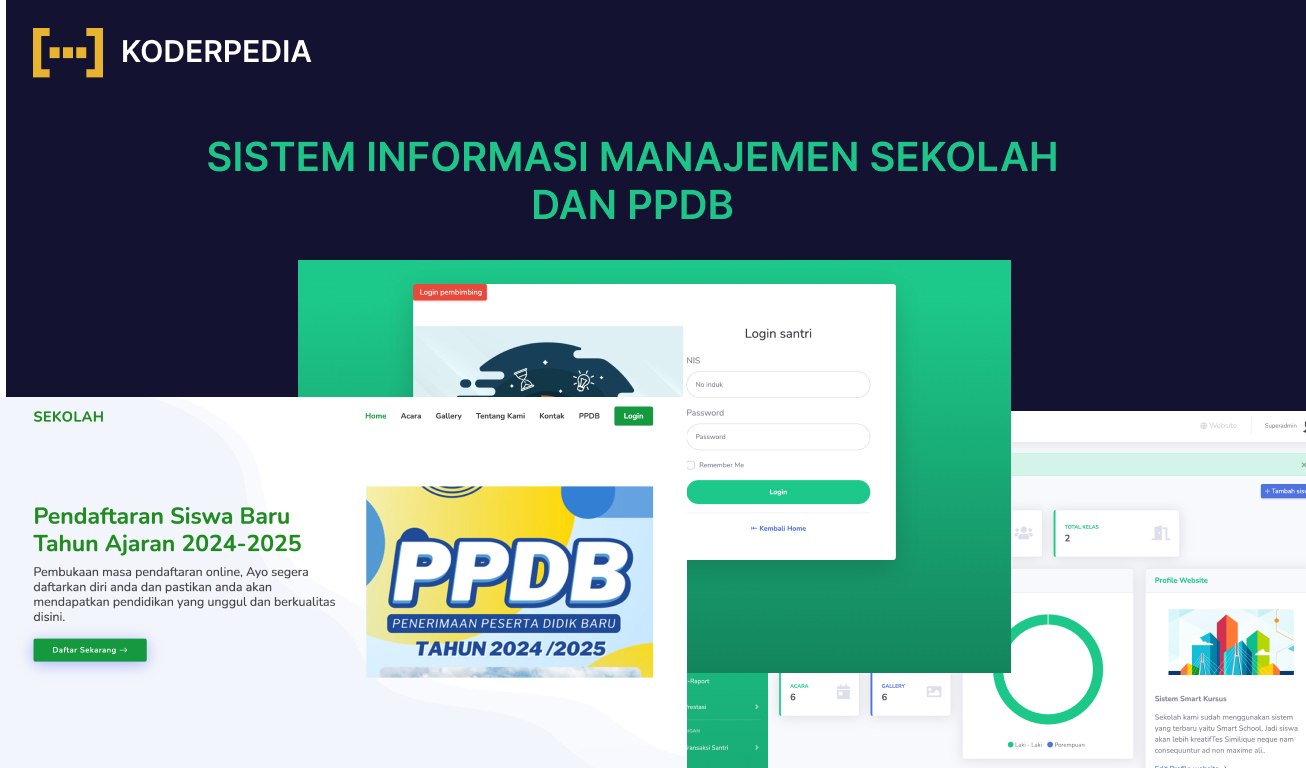 KODERPEDIA
SISTEM INFORMASI MANAJEMEN SEKOLAH
DAN PPDB
Login pembimbing
Login santri
NIS
No induk
Password
Password
Remember Me
Login
Kembali Home
SEKOLAH
Home Acara Gallery Tentang Kami Kontak PPDB Login
Pendaftaran Siswa Baru
Tahun Ajaran 2024-2025
Pembukaan masa pendaftaran online, Ayo segera
daftarkan diri anda dan pastikan anda akan
mendapatkan pendidikan yang unggul dan berkualitas
disini.
Daftar Sekarang →
PPDB
PENERIMAAN PESERTA DIDIK BARU
TAHUN 2024 /2025
Website Superadmin
+ Tambah
TOTAL KELAS
2
Profile Website
-Raport
ACARA
6
GALLERY
6
Laki - Laki Perempuan
Santri
Sistem Smart Kursus
Sekolah kami sudah menggunakan sistem
yang terbaru yaitu Smart School. Jadi siswa
akan lebih kreatifTes Similique neque nam
consequuntur ad non maxime ali..
Edit Profile website